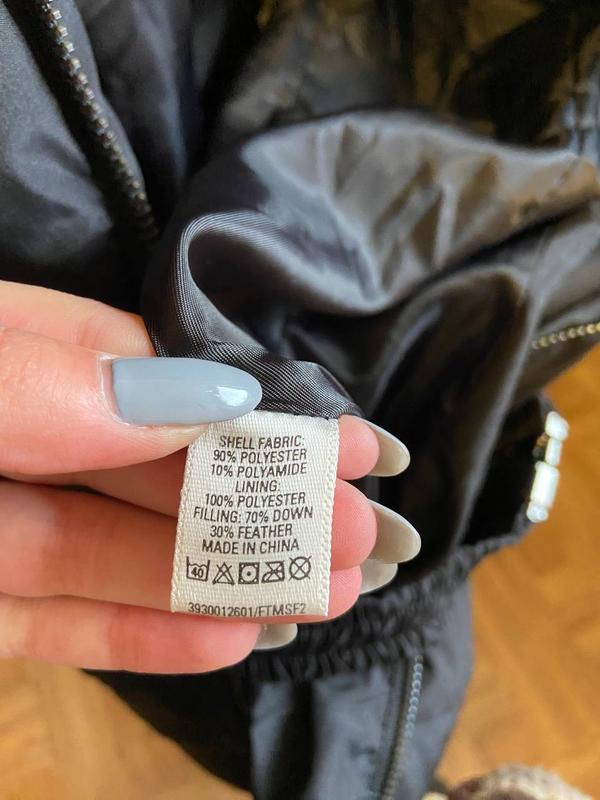 SHELL FABRIC:
90% POLYESTER
10% POLYAMIDE
LINING:
100% POLYESTER
FILLING: 70% DOWN
30% FEATHER
MADE IN CHINA
40
3930012601/FTMSF2